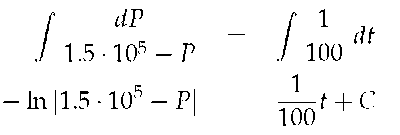 ∫ dP / (1.5 · 10^5 − P) − ∫ 1/100 dt
− ln |1.5 · 10^5 − P| 1/100 t + C